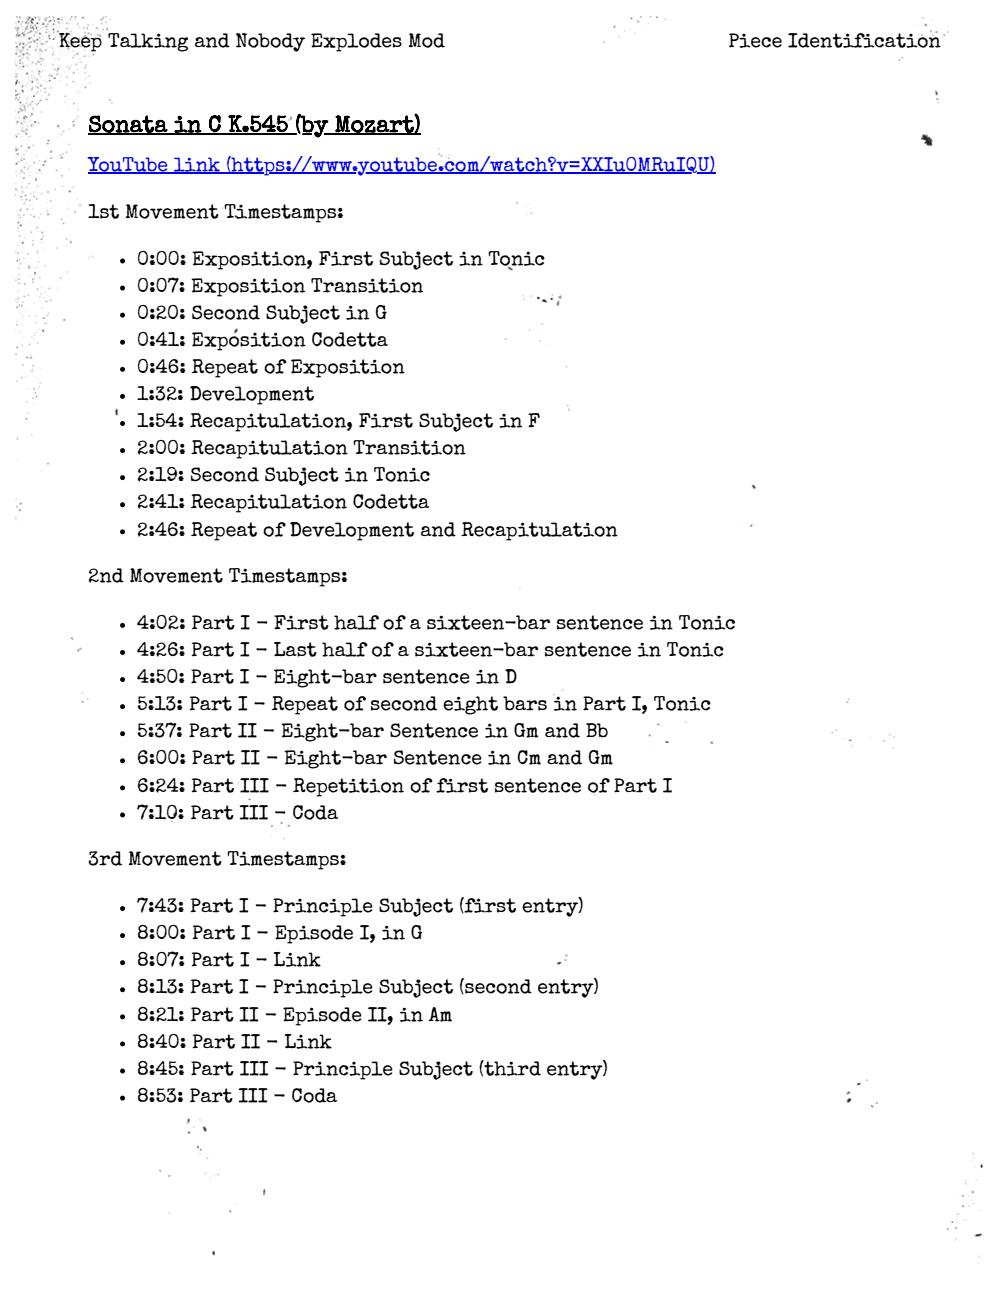 Keep Talking and Nobody Explodes Mod
Piece Identification
Sonata in C K.545 (by Mozart)
YouTube link (https://www.youtube.com/watch?v=XXIuOMRuIQU)
1st Movement Timestamps:
• 0:00: Exposition, First Subject in Tonic
• 0:07: Exposition Transition
• 0:20: Second Subject in G
• 0:41: Exposition Codetta
• 0:46: Repeat of Exposition
• 1:32: Development
• 1:54: Recapitulation, First Subject in F
• 2:00: Recapitulation Transition
• 2:19: Second Subject in Tonic
• 2:41: Recapitulation Codetta
• 2:46: Repeat of Development and Recapitulation
2nd Movement Timestamps:
• 4:02: Part I – First half of a sixteen-bar sentence in Tonic
• 4:26: Part I – Last half of a sixteen-bar sentence in Tonic
• 4:50: Part I – Eight-bar sentence in D
• 5:13: Part I – Repeat of second eight bars in Part I, Tonic
• 5:37: Part II – Eight-bar Sentence in Gm and Bb
• 6:00: Part II – Eight-bar Sentence in Cm and Gm
• 6:24: Part III – Repetition of first sentence of Part I
• 7:10: Part III – Coda
3rd Movement Timestamps:
• 7:43: Part I – Principle Subject (first entry)
• 8:00: Part I – Episode I, in G
• 8:07: Part I – Link
• 8:13: Part I – Principle Subject (second entry)
• 8:21: Part II – Episode II, in Am
• 8:40: Part II – Link
• 8:45: Part III – Principle Subject (third entry)
• 8:53: Part III – Coda